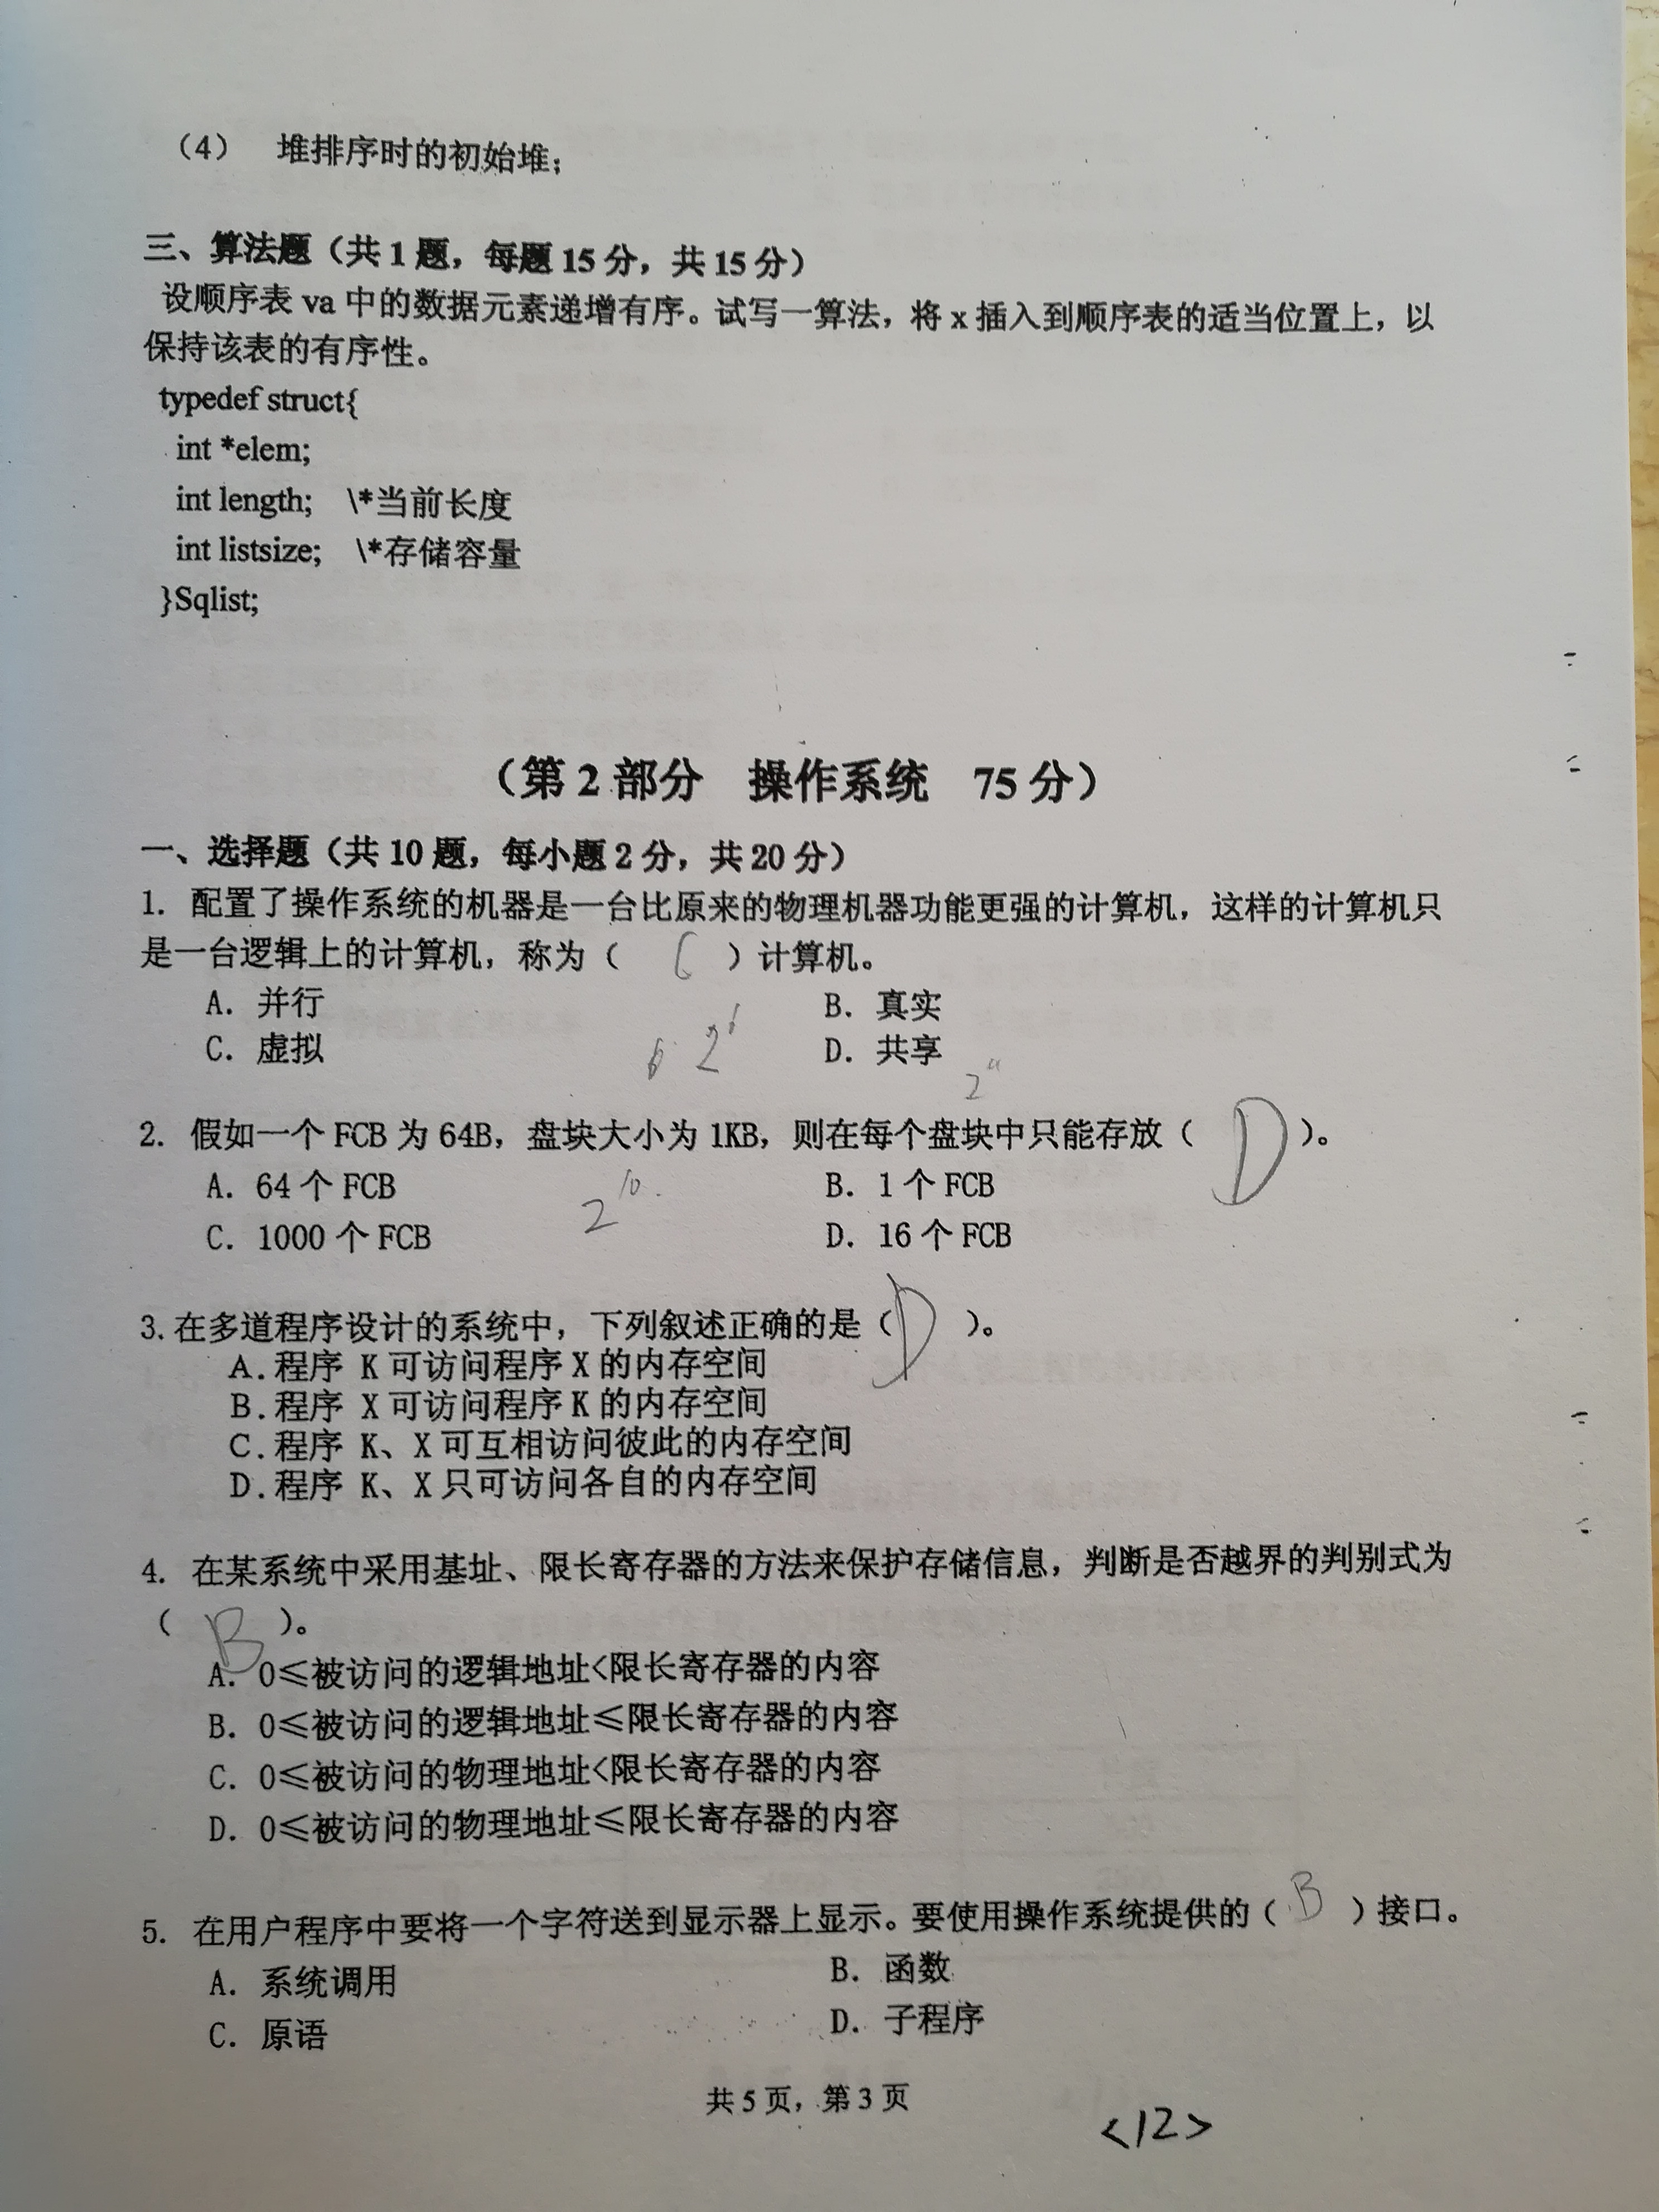 （4） 堆排序时的初始堆；
三、算法题（共 1 题，每题 15 分，共 15 分）
设顺序表 va 中的数据元素递增有序。试写一算法，将 x 插入到顺序表的适当位置上，以
保持该表的有序性。
typedef struct{
int *elem;
int length; \*当前长度
int listsize; \*存储容量
}Sqlist;
（第 2 部分 操作系统 75 分）
一、选择题（共 10 题，每小题 2 分，共 20 分）
1. 配置了操作系统的机器是一台比原来的物理机器功能更强的计算机，这样的计算机只
是一台逻辑上的计算机，称为（ C ）计算机。
A. 并行 B. 真实
C. 虚拟 D. 共享
2. 假如一个 FCB 为 64B，盘块大小为 1KB，则在每个盘块中只能存放（ D ）。
A. 64 个 FCB B. 1 个 FCB
2^10
C. 1000 个 FCB D. 16 个 FCB
3.在多道程序设计的系统中，下列叙述正确的是（ D ）。
A.程序 K 可访问程序 X 的内存空间
B.程序 X 可访问程序 K 的内存空间
C.程序 K、X 可互相访问彼此的内存空间
D.程序 K、X 只可访问各自的内存空间
4. 在某系统中采用基址、限长寄存器的方法来保护存储信息，判断是否越界的判别式为
（ B ）。
A. 0≤被访问的逻辑地址<限长寄存器的内容
B. 0≤被访问的逻辑地址≤限长寄存器的内容
C. 0≤被访问的物理地址<限长寄存器的内容
D. 0≤被访问的物理地址≤限长寄存器的内容
5. 在用户程序中要将一个字符送到显示器上显示。要使用操作系统提供的（ B ）接口。
A. 系统调用 B. 函数
C. 原语 D. 子程序
共 5 页，第 3 页
<12>